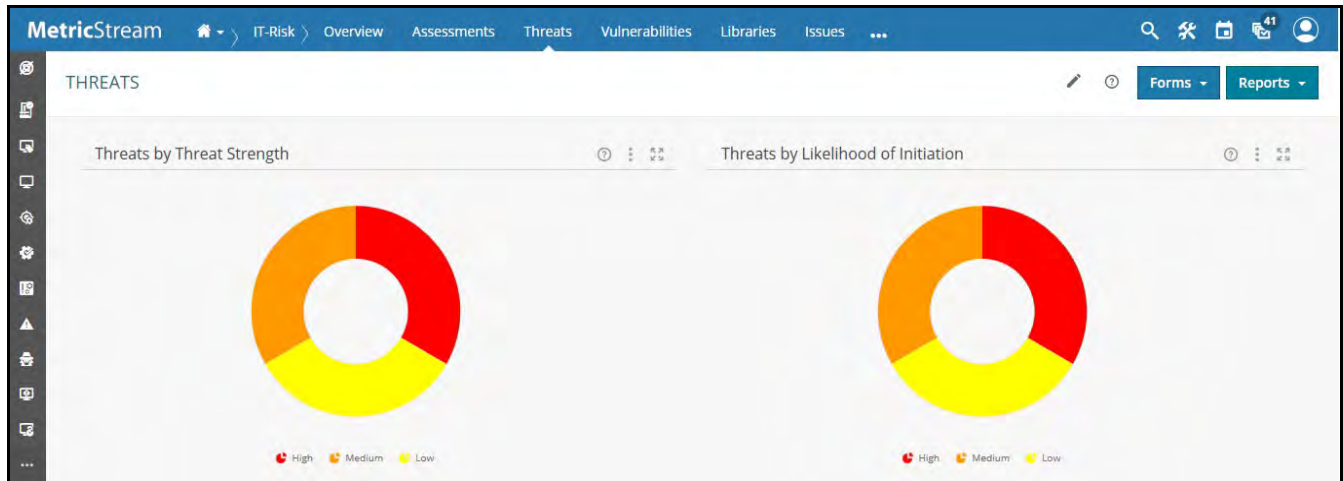 MetricStream IT-Risk Overview Assessments Threats Vulnerabilities Libraries Issues ... 41
THREATS Forms Reports
Threats by Threat Strength
High Medium Low
Threats by Likelihood of Initiation
High Medium Low